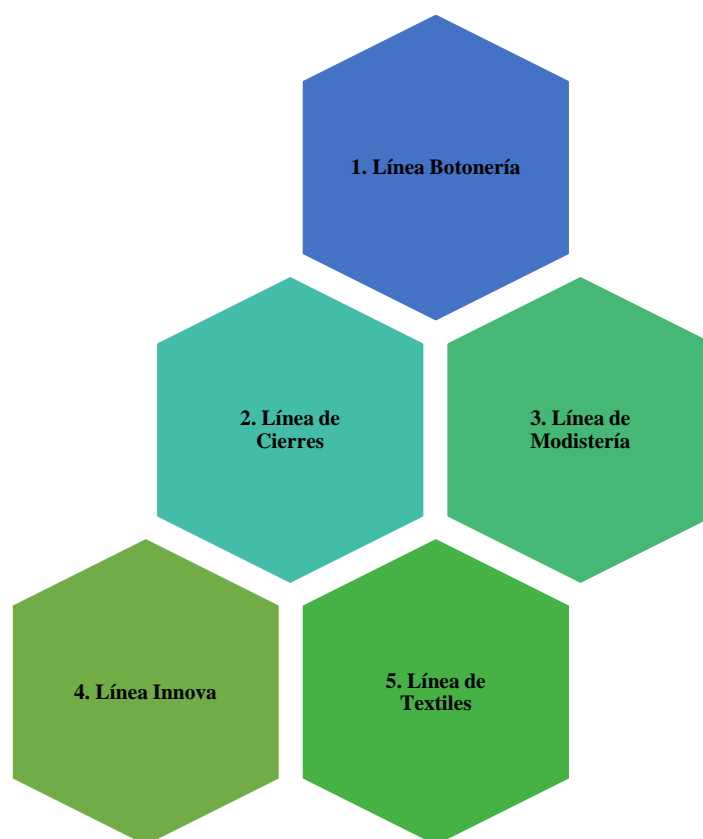 1. Línea Botonería
2. Línea de
Cierres
3. Línea de
Modistería
4. Línea Innova
5. Línea de
Textiles